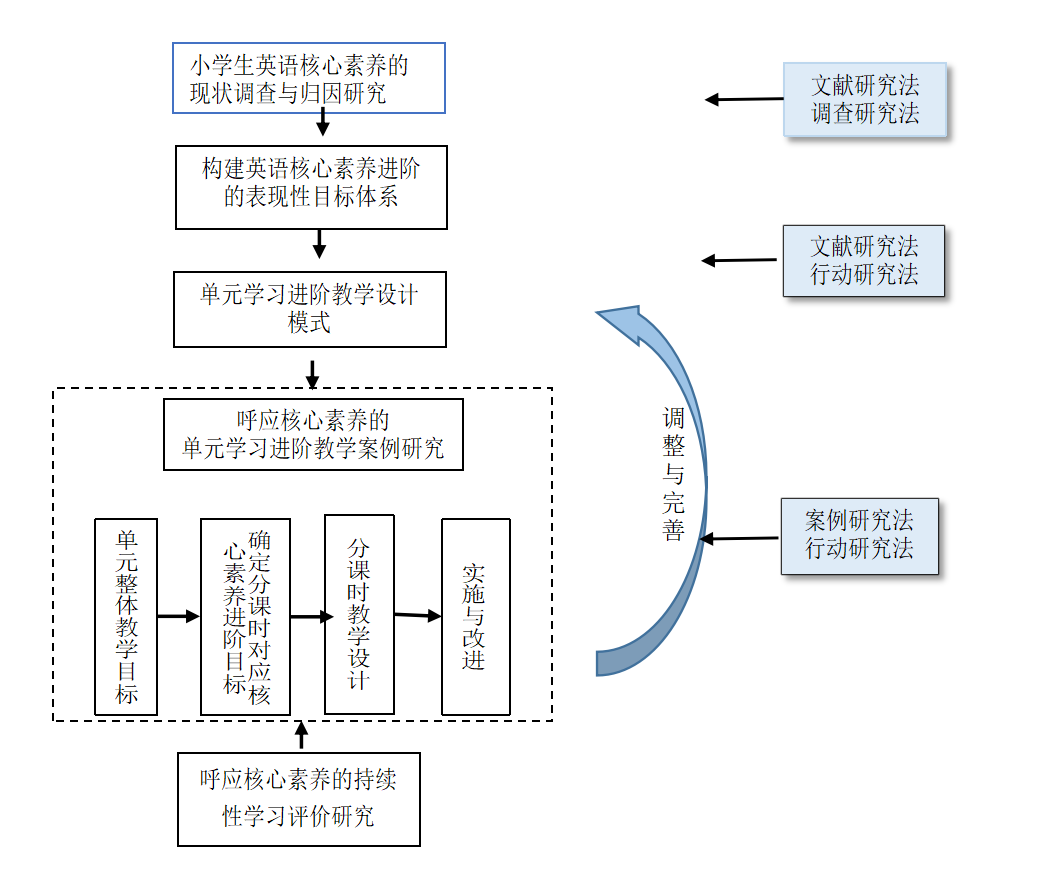 小学生英语核心素养的
现状调查与归因研究
文献研究法
调查研究法
构建英语核心素养进阶
的表现性目标体系
文献研究法
行动研究法
单元学习进阶教学设计
模式
呼应核心素养的
单元学习进阶教学案例研究
调整与完善
案例研究法
行动研究法
单元整体教学目标
确定分课时对应核
心素养进阶目标
分课时教学设计
实施与改进
呼应核心素养的持续
性学习评价研究